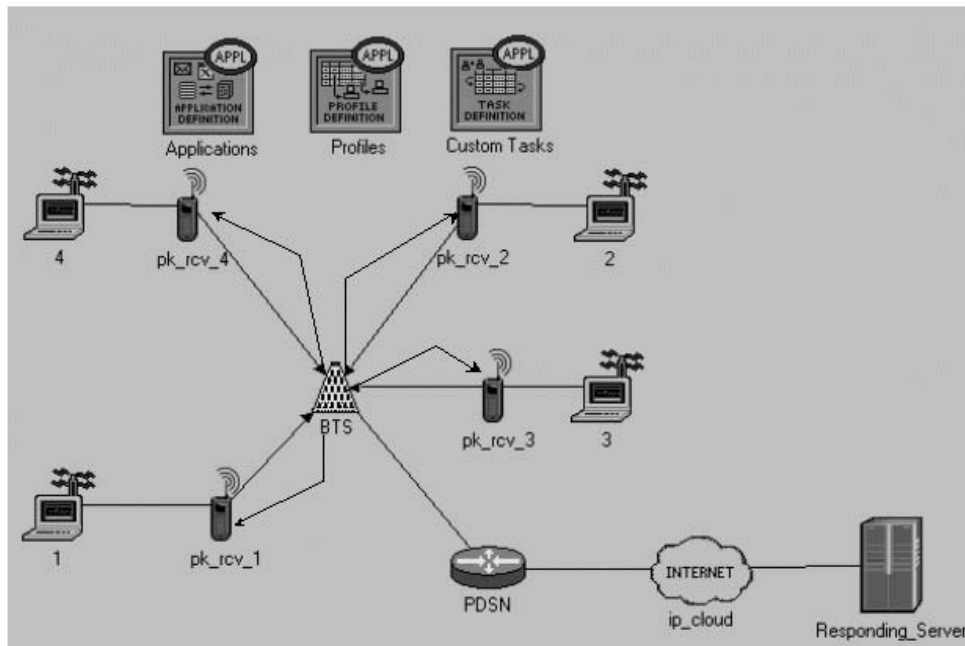 APPL
APPL
APPL
APPLICATION
DEFINITION
PROFILE
DEFINITION
TASK
DEFINITION
Applications
Profiles
Custom Tasks
4
pk_rcv_4
pk_rcv_2
2
BTS
pk_rcv_3
3
1
pk_rcv_1
PDSN
INTERNET
ip_cloud
Responding_Server